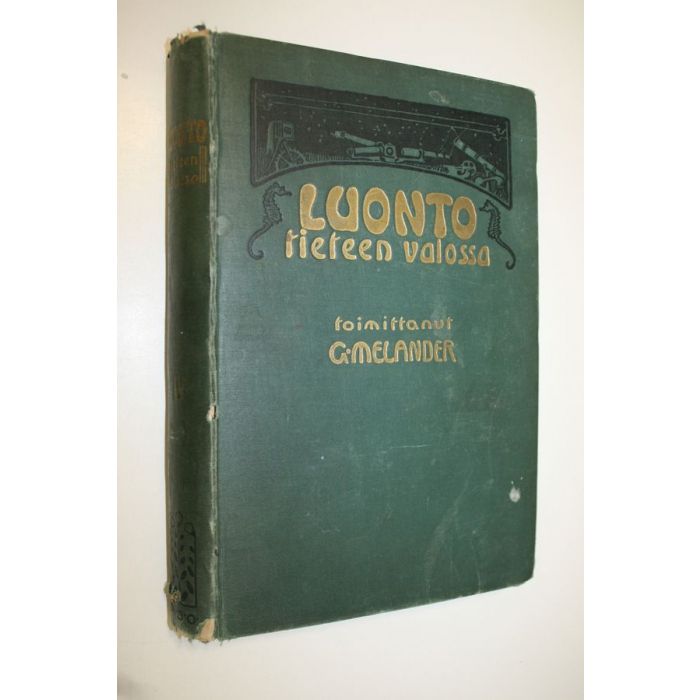 LUONTO
tieteen valossa
toimittanut
G·MELANDER